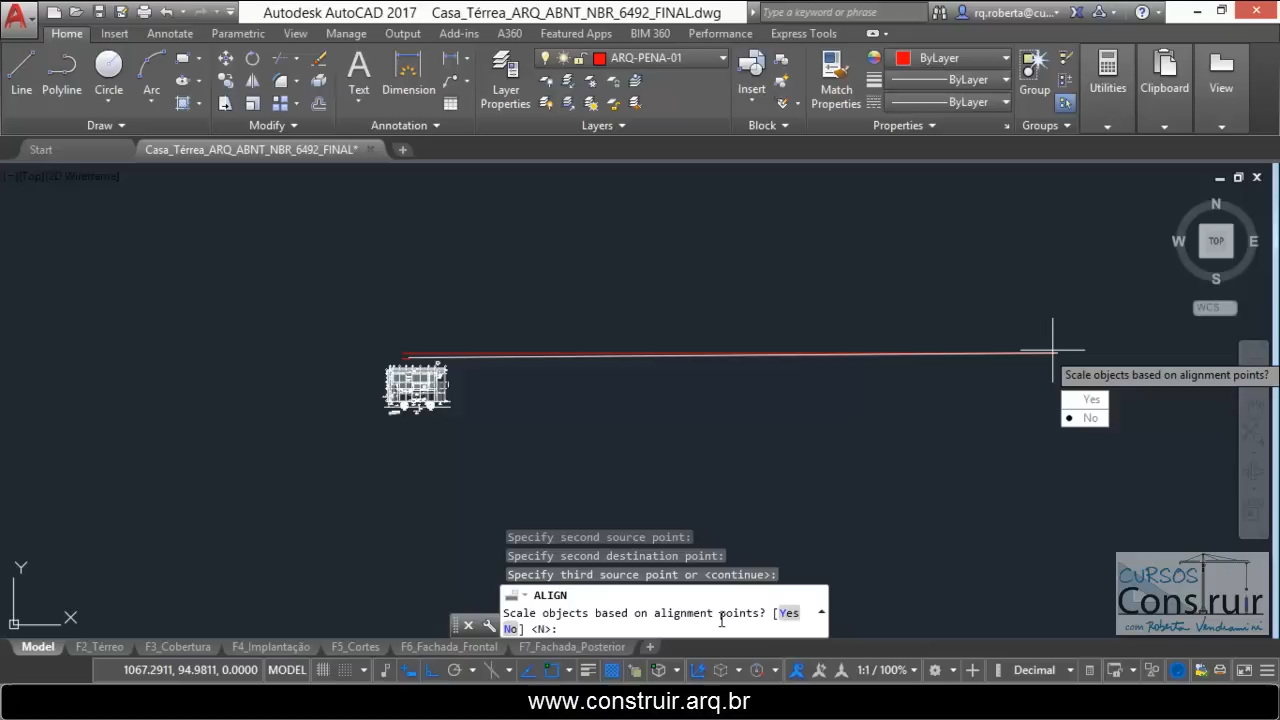 Autodesk AutoCAD 2017 Casa_Térrea_ARQ_ABNT_NBR_6492_FINAL.dwg
Type a keyword or phrase
rq.roberta@cu...
Home Insert Annotate Parametric View Manage Output Add-ins A360 Featured Apps BIM 360 Performance Express Tools
Line Polyline Circle Arc
Text Dimension
Layer Properties
ARQ-PENA-01
Insert
Match Properties
ByLayer
ByLayer
ByLayer
Group
Utilities Clipboard View
Draw Modify Annotation Layers Block Properties Groups
Start Casa_Térrea_ARQ_ABNT_NBR_6492_FINAL*
[−][Top][2D Wireframe]
N
W TOP E
S
WCS
Scale objects based on alignment points?
Yes
No
Specify second source point:
Specify second destination point:
Specify third source point or <continue>:
ALIGN
Scale objects based on alignment points? [Yes
No] <N>:
Y
X
CURSOS
Construir
com Roberta Vendramini
Model F2_Térreo F3_Cobertura F4_Implantação F5_Cortes F6_Fachada_Frontal F7_Fachada_Posterior
1067.2911, 94.9811, 0.0000 MODEL 1:1 / 100% Decimal
www.construir.arq.br